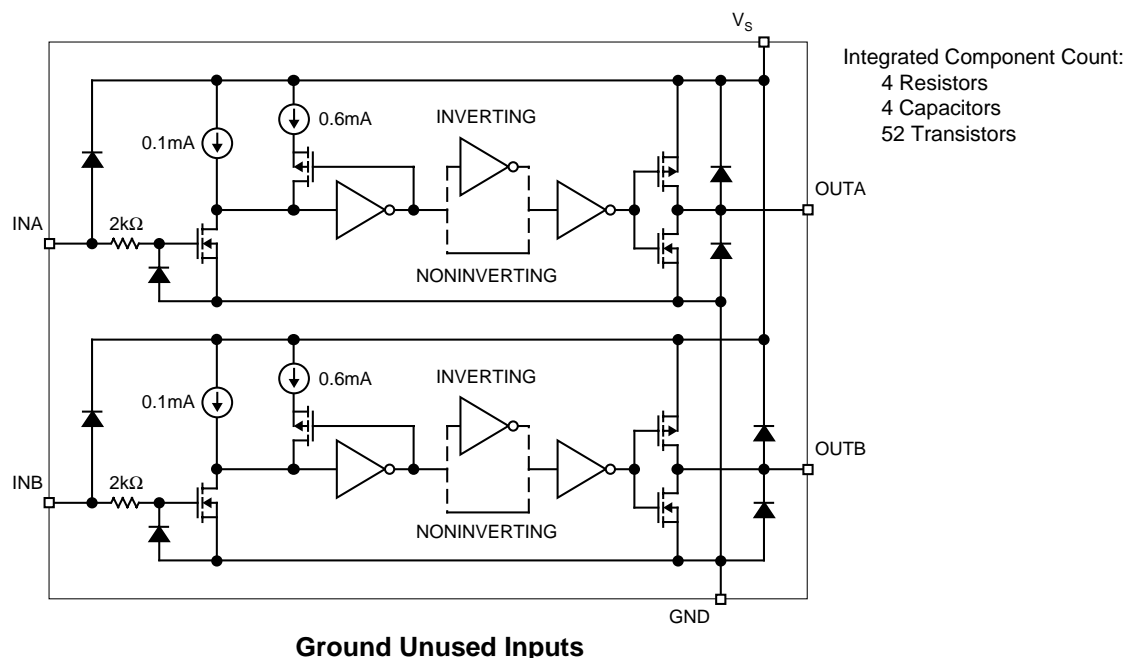 V_S
Integrated Component Count:
4 Resistors
4 Capacitors
52 Transistors
0.6mA
INVERTING
0.1mA
OUTA
INA
2kΩ
NONINVERTING
0.6mA
INVERTING
0.1mA
OUTB
INB
2kΩ
NONINVERTING
GND
Ground Unused Inputs